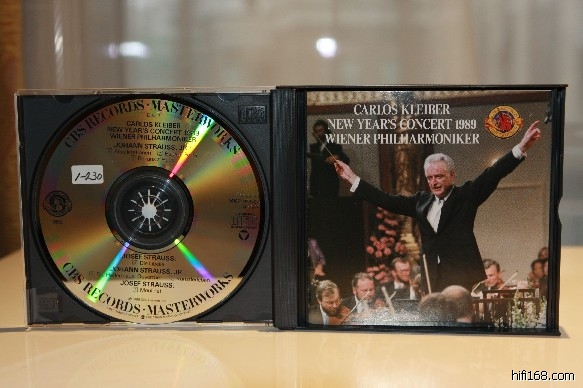 CBS RECORDS · MASTERWORKS
CARLOS KLEIBER
NEW YEAR'S CONCERT 1989
WIENER PHILHARMONIKER
JOHANN STRAUSS, JR.
1-230
JOSEF STRAUSS
JOHANN STRAUSS, JR.
JOSEF STRAUSS
CBS RECORDS · MASTERWORKS
CARLOS KLEIBER
NEW YEAR'S CONCERT 1989
WIENER PHILHARMONIKER
hifi168.com